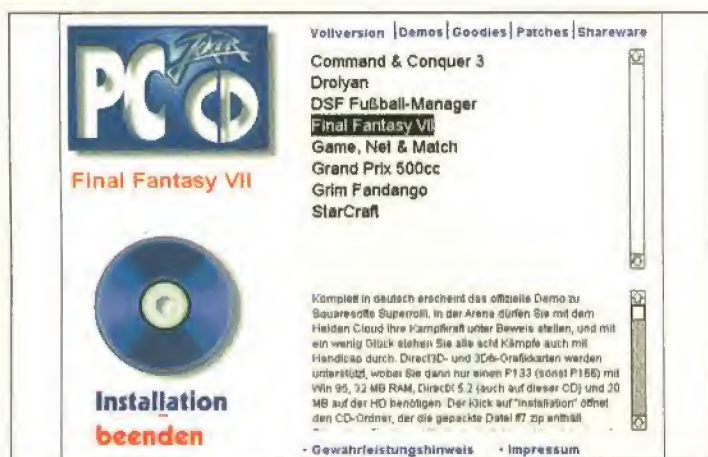 PC Joker CD
Final Fantasy VII
Installation
beenden
Vollversion | Demos | Goodies | Patches | Shareware
Command & Conquer 3
Drolyan
DSF Fußball-Manager
Final Fantasy VII
Game, Net & Match
Grand Prix 500cc
Grim Fandango
StarCraft
Komplett in deutsch erscheint das offizielle Demo zu
Squaresofts Superrolli. In der Arena dürfen Sie mit dem
Helden Cloud ihre Kampfkraft unter Beweis stellen, und mit
ein wenig Glück stehen Sie alle acht Kämpfe auch mit
Handicap durch. Direct3D- und 3Dfx-Grafikkarten werden
unterstützt, wobei Sie dann nur einen P133 (sonst P166) mit
Win 95, 32 MB RAM, DirectX 5.2 (auch auf dieser CD) und 20
MB auf der HD benötigen. Der Klick auf "Installation" öffnet
den CD-Ordner, der die gepackte Datei ff7.zip enthält.
• Gewährleistungshinweis • Impressum